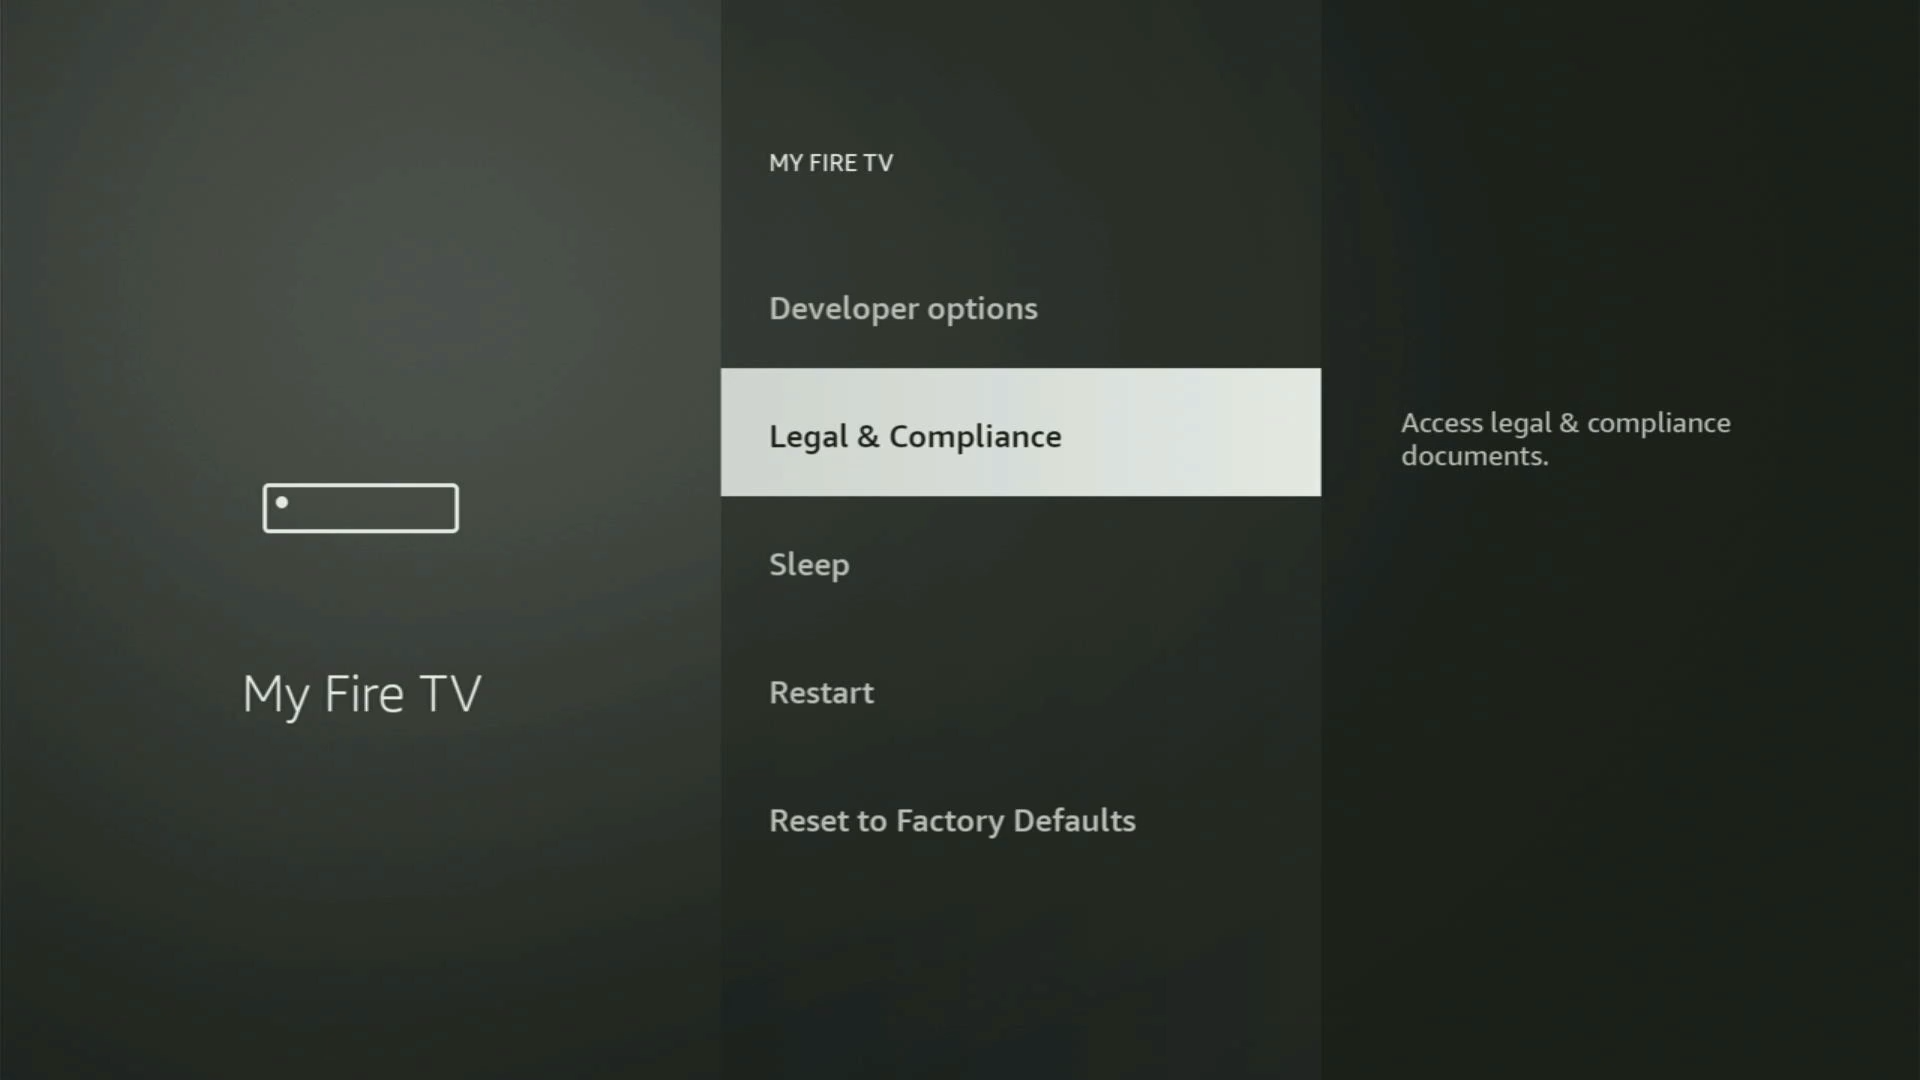 My Fire TV
MY FIRE TV
Developer options
Legal & Compliance
Sleep
Restart
Reset to Factory Defaults
Access legal & compliance
documents.